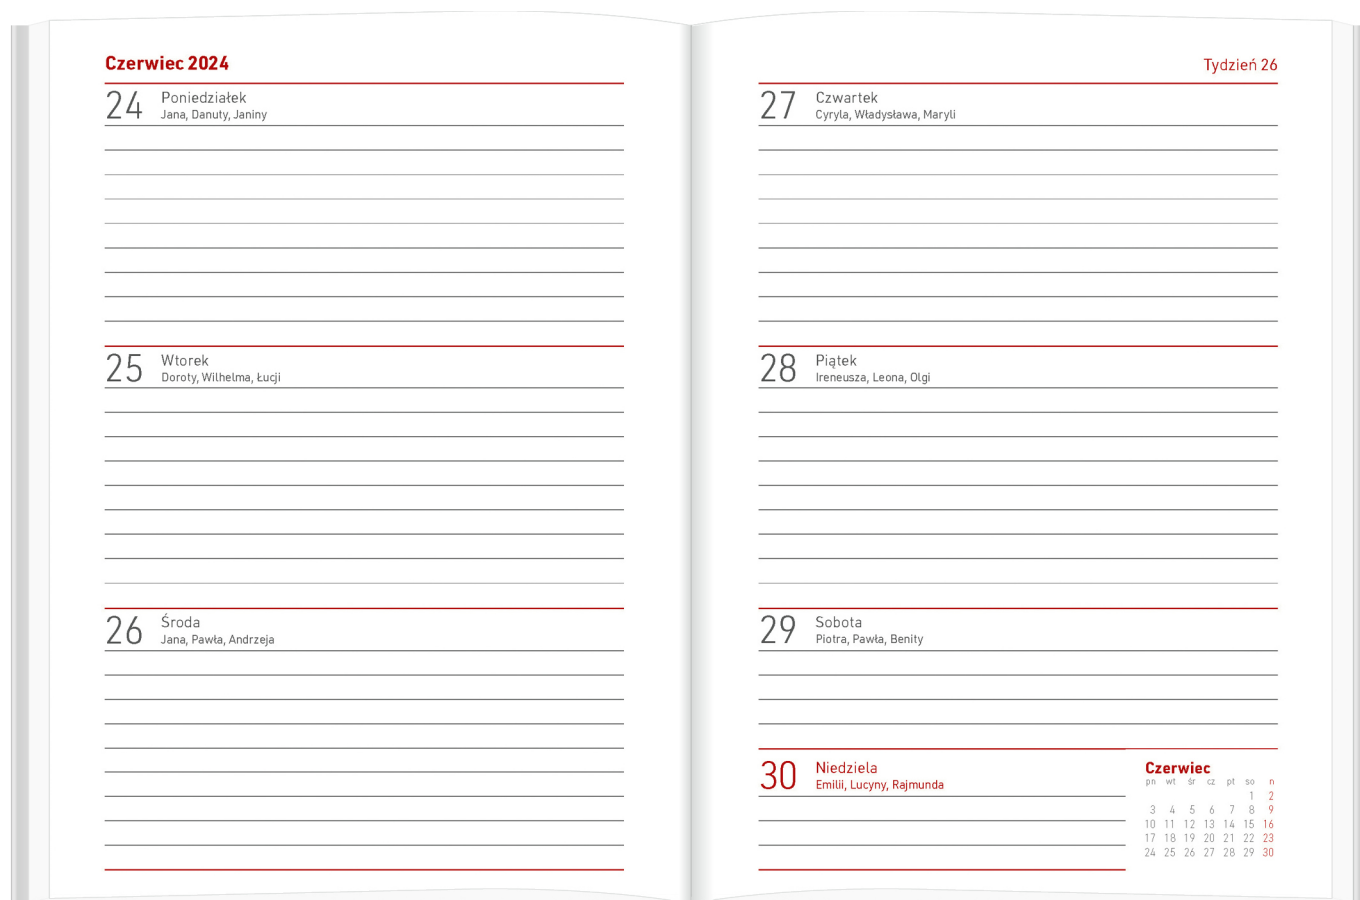 Czerwiec 2024
24 Poniedziałek
Jana, Danuty, Janiny
25 Wtorek
Doroty, Wilhelma, Łucji
26 Środa
Jana, Pawła, Andrzeja
Tydzień 26
27 Czwartek
Cyryla, Władysława, Maryli
28 Piątek
Ireneusza, Leona, Olgi
29 Sobota
Piotra, Pawła, Benity
30 Niedziela
Emilii, Lucyny, Rajmunda
Czerwiec
pn wt śr cz pt so n
1 2
3 4 5 6 7 8 9
10 11 12 13 14 15 16
17 18 19 20 21 22 23
24 25 26 27 28 29 30